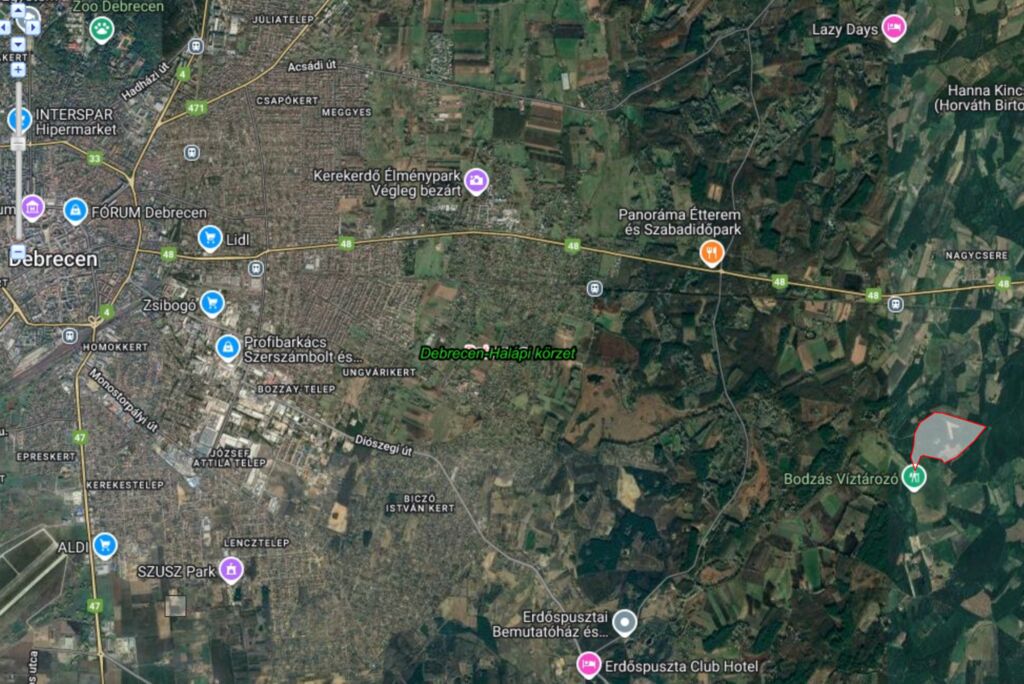 Zoo Debrecen
JÚLIATELEP
Lazy Days
Hadházi út
4
Acsádi út
471
CSAPÓKERT
MEGGYES
Hanna Kinc
(Horváth Birto
INTERSPAR
Hipermarket
33
Kerekerdő Élménypark
Végleg bezárt
FÓRUM Debrecen
Panoráma Étterem
és Szabadidőpark
Lidl
48
48
48
48
48
48
NAGYCSERE
Debrecen
4
Zsibogó
HOMOKKERT
Profibarkács
Szerszámbolt és...
Debrecen-Halápi körzet
UNGVÁRIKERT
BOZZAY-TELEP
Monostorpályi út
47
Diószegi út
EPRESKERT
JÓZSEF
ATTILA TELEP
KEREKESTELEP
BICZÓ
ISTVÁN KERT
Bodzás Víztározó
ALDI
LENCZTELEP
SZUSZ Park
47
Erdőspusztai
Bemutatóház és...
Erdőspuszta Club Hotel